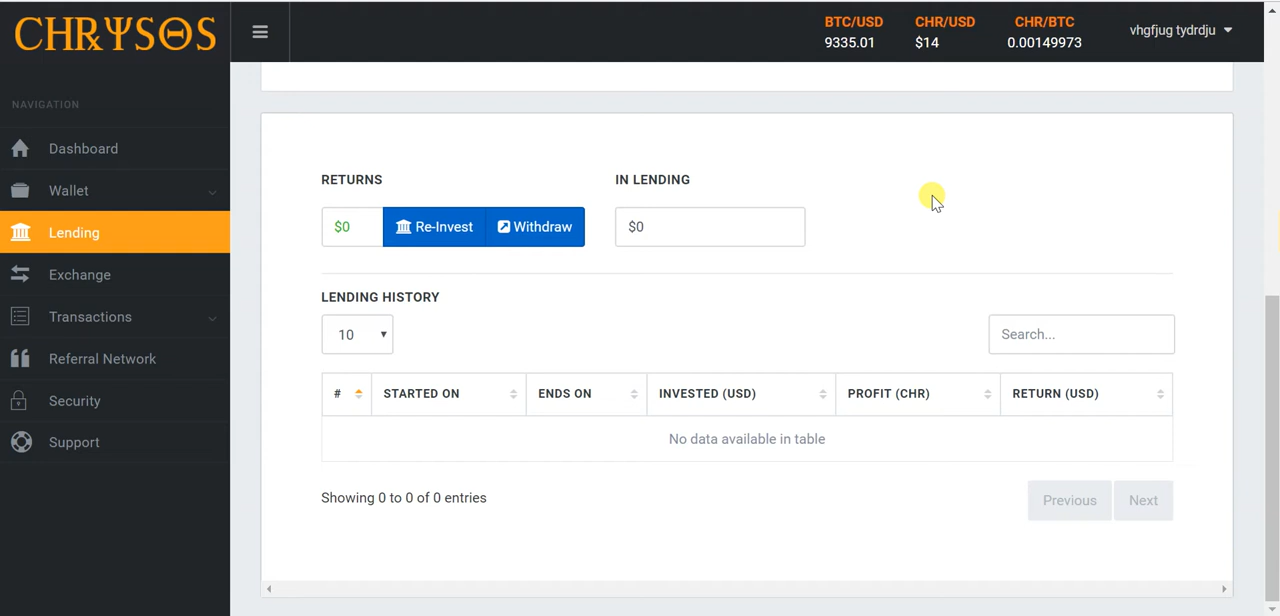 CHRYSOS
BTC/USD CHR/USD CHR/BTC
9335.01 $14 0.00149973
vhgfjug tydrdju
NAVIGATION
Dashboard
Wallet
Lending
Exchange
Transactions
Referral Network
Security
Support
RETURNS IN LENDING
$0 Re-Invest Withdraw $0
LENDING HISTORY
10 Search...
# STARTED ON ENDS ON INVESTED (USD) PROFIT (CHR) RETURN (USD)
No data available in table
Showing 0 to 0 of 0 entries
Previous Next